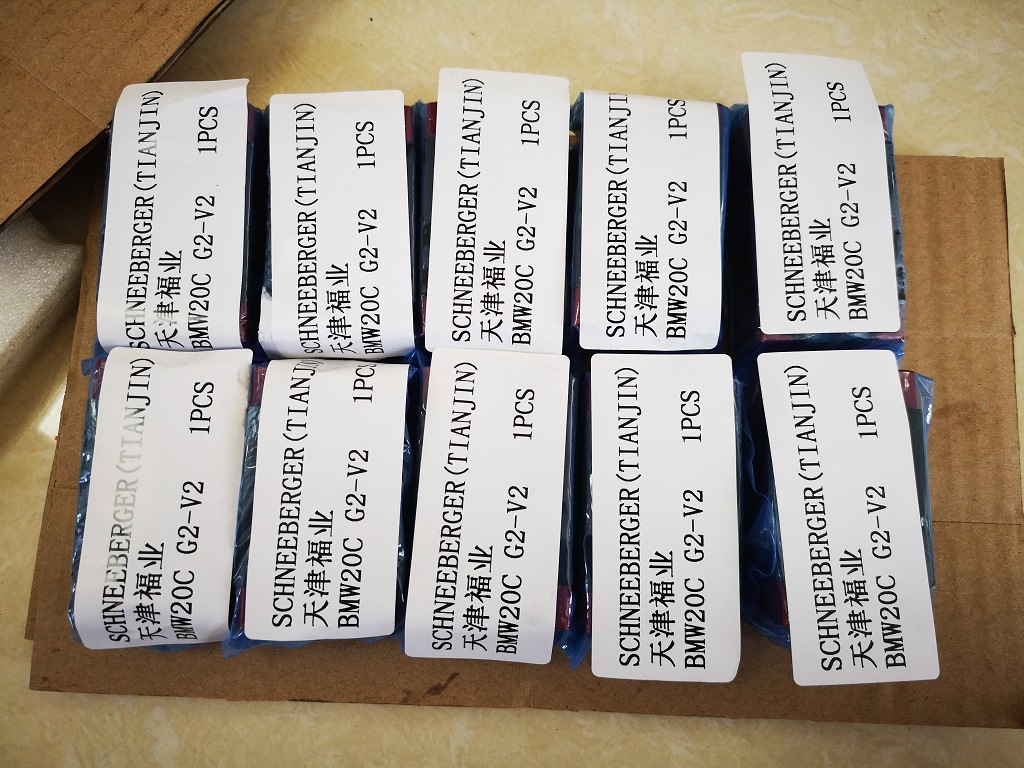 SCHNEEBERGER(TIANJIN)
天津福业
BMW20C G2-V2 1PCS
SCHNEEBERGER(TIANJIN)
天津福业
BMW20C G2-V2 1PCS
SCHNEEBERGER(TIANJIN)
天津福业
BMW20C G2-V2 1PCS
SCHNEEBERGER(TIAN
天津福业
BMW20C G2-V2 1PCS
SCHNEEBERGER(TIANJIN)
天津福业
BMW20C G2-V2 1PCS
SCHNEEBERGER(TIANJIN)
天津福业
BMW20C G2-V2 1PCS
SCHNEEBERGER(TIANJ
天津福业
BMW20C G2-V2 1PCS
SCHNEEBERGER(TIANJIN)
天津福业
BMW20C G2-V2 1PCS
SCHNEEBERGER(TIANJIN)
天津福业
BMW20C G2-V2 1PCS
SCHNEEBERGER(TIANJIN)
天津福业
BMW20C G2-V2 1PCS